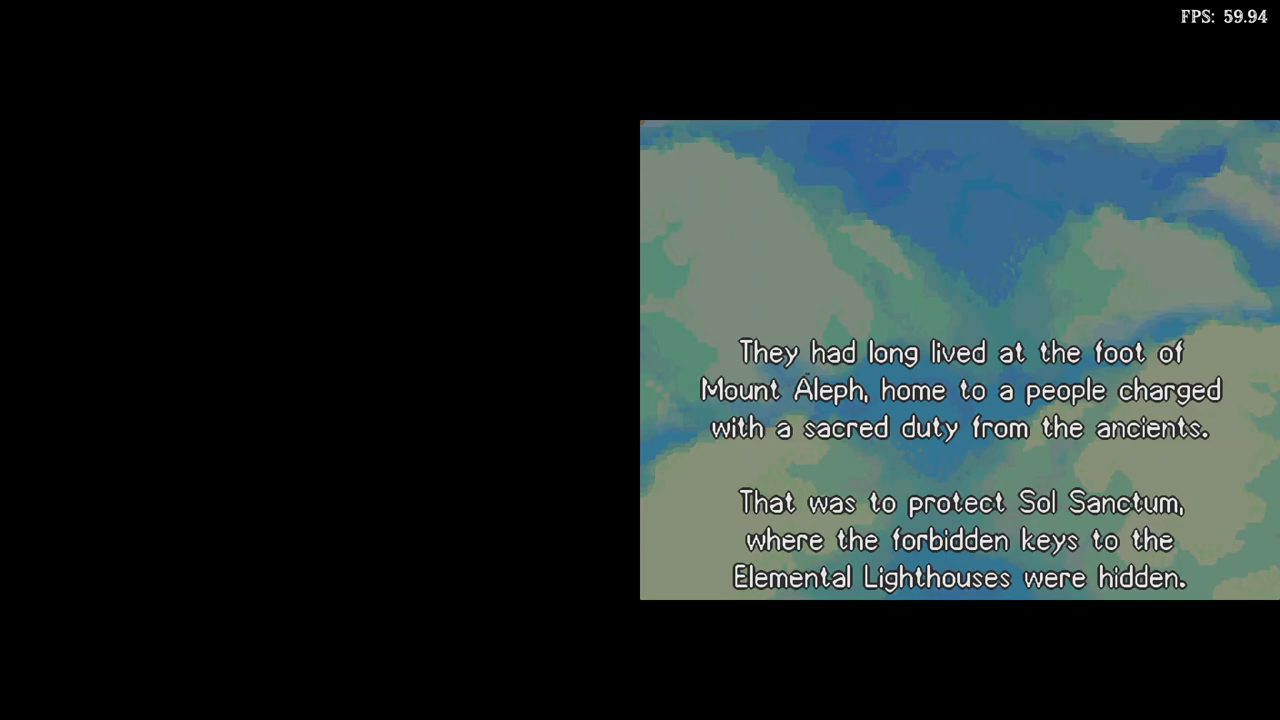 FPS: 59.94
They had long lived at the foot of
Mount Aleph, home to a people charged
with a sacred duty from the ancients.
That was to protect Sol Sanctum,
where the forbidden keys to the
Elemental Lighthouses were hidden.